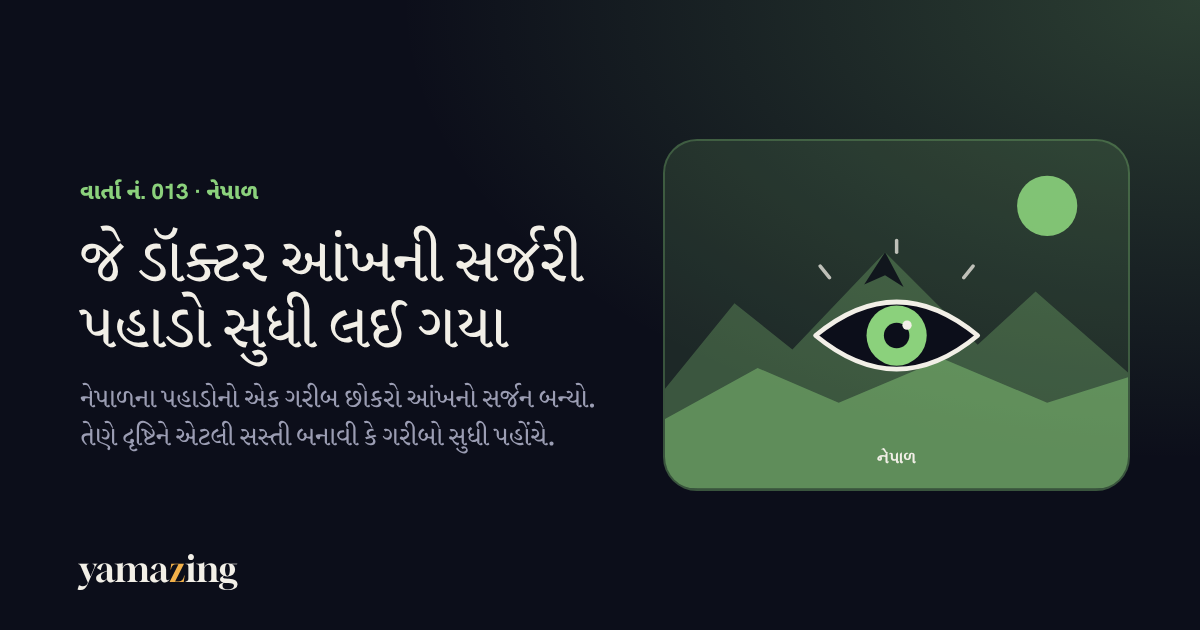 વાર્તા નં. 013 · નેપાળ
જે ડૉક્ટર આંખની સર્જરી
પહાડો સુધી લઈ ગયા
નેપાળના પહાડોનો એક ગરીબ છોકરો આંખનો સર્જન બન્યો.
તેણે દૃષ્ટિને એટલી સસ્તી બનાવી કે ગરીબો સુધી પહોંચે.
નેપાળ
yamazing